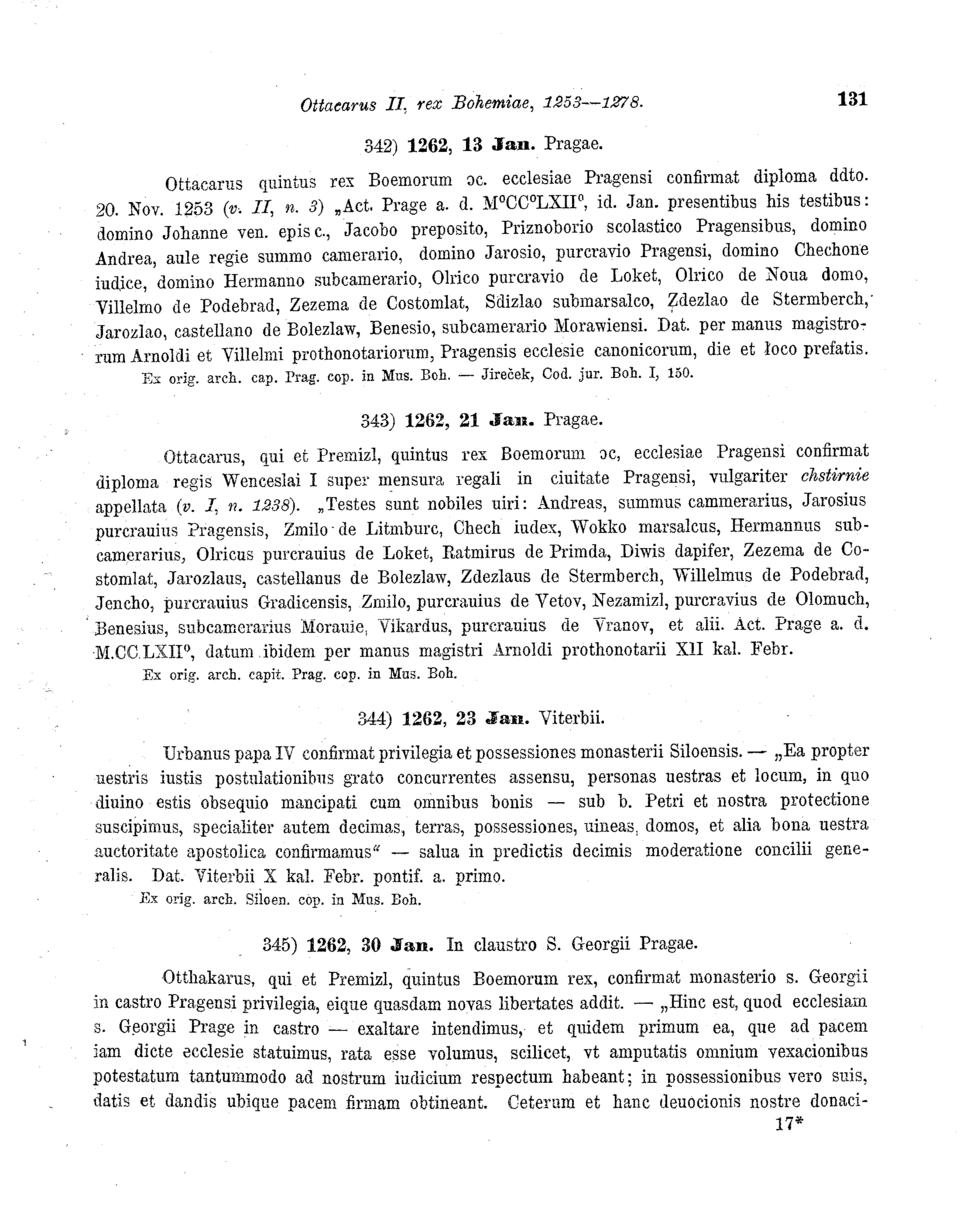 Ottacarus II, rex Bohemiae, 1253—1278. 131
342) 1262, 13 Jan. Pragae.
Ottacarus quintus rex Boemorum ɔc. ecclesiae Pragensi confirmat diploma ddto.
20. Nov. 1253 (v. II, n. 3) „Act. Prage a. d. M⁰CC⁰LXII⁰, id. Jan. presentibus his testibus:
domino Johanne ven. episc., Jacobo preposito, Priznoborio scolastico Pragensibus, domino
Andrea, aule regie summo camerario, domino Jarosio, purcravio Pragensi, domino Chechone
iudice, domino Hermanno subcamerario, Olrico purcravio de Loket, Olrico de Noua domo,
Villelmo de Podebrad, Zezema de Costomlat, Sdizlao submarsalco, Zdezlao de Stermberch,
Jarozlao, castellano de Bolezlaw, Benesio, subcamerario Morawiensi. Dat. per manus magistro-
rum Arnoldi et Villelmi prothonotariorum, Pragensis ecclesie canonicorum, die et loco prefatis.
Ex orig. arch. cap. Prag. cop. in Mus. Boh. — Jireček, Cod. jur. Boh. I, 150.
343) 1262, 21 Jan. Pragae.
Ottacarus, qui et Premizl, quintus rex Boemorum ɔc, ecclesiae Pragensi confirmat
diploma regis Wenceslai I super mensura regali in ciuitate Pragensi, vulgariter chstirnie
appellata (v. I, n. 1238). „Testes sunt nobiles uiri: Andreas, summus cammerarius, Jarosius
purcrauius Pragensis, Zmilo de Litmburc, Chech iudex, Wokko marsalcus, Hermannus sub-
camerarius, Olricus purcrauius de Loket, Ratmirus de Primda, Diwis dapifer, Zezema de Co-
stomlat, Jarozlaus, castellanus de Bolezlaw, Zdezlaus de Stermberch, Willelmus de Podebrad,
Jencho, purcrauius Gradicensis, Zmilo, purcrauius de Vetov, Nezamizl, purcravius de Olomuch,
Benesius, subcamerarius Morauie, Vikardus, purcrauius de Vranov, et alii. Act. Prage a. d.
M.CC.LXII⁰, datum ibidem per manus magistri Arnoldi prothonotarii XII kal. Febr.
Ex orig. arch. capit. Prag. cop. in Mus. Boh.
344) 1262, 23 Jan. Viterbii.
Urbanus papa IV confirmat privilegia et possessiones monasterii Siloensis. — „Ea propter
uestris iustis postulationibus grato concurrentes assensu, personas uestras et locum, in quo
diuino estis obsequio mancipati cum omnibus bonis — sub b. Petri et nostra protectione
suscipimus, specialiter autem decimas, terras, possessiones, uineas, domos, et alia bona uestra
auctoritate apostolica confirmamus“ — salua in predictis decimis moderatione concilii gene-
ralis. Dat. Viterbii X kal. Febr. pontif. a. primo.
Ex orig. arch. Siloen. cop. in Mus. Boh.
345) 1262, 30 Jan. In claustro S. Georgii Pragae.
Otthakarus, qui et Premizl, quintus Boemorum rex, confirmat monasterio s. Georgii
in castro Pragensi privilegia, eique quasdam novas libertates addit. — „Hinc est, quod ecclesiam
s. Georgii Prage in castro — exaltare intendimus, et quidem primum ea, que ad pacem
iam dicte ecclesie statuimus, rata esse volumus, scilicet, vt amputatis omnium vexacionibus
potestatum tantummodo ad nostrum iudicium respectum habeant; in possessionibus vero suis,
datis et dandis ubique pacem firmam obtineant. Ceterum et hanc deuocionis nostre donaci-
17*